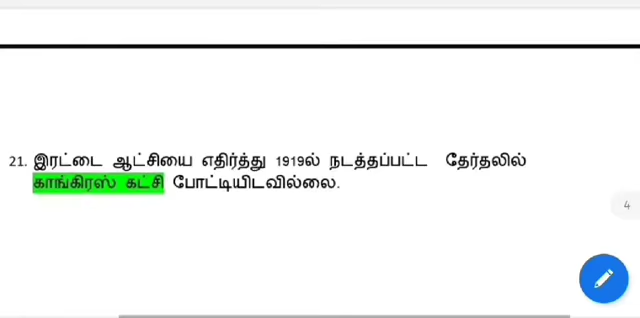 21. இரட்டை ஆட்சியை எதிர்த்து 1919ல் நடத்தப்பட்ட தேர்தலில்
காங்கிரஸ் கட்சி போட்டியிடவில்லை.
4